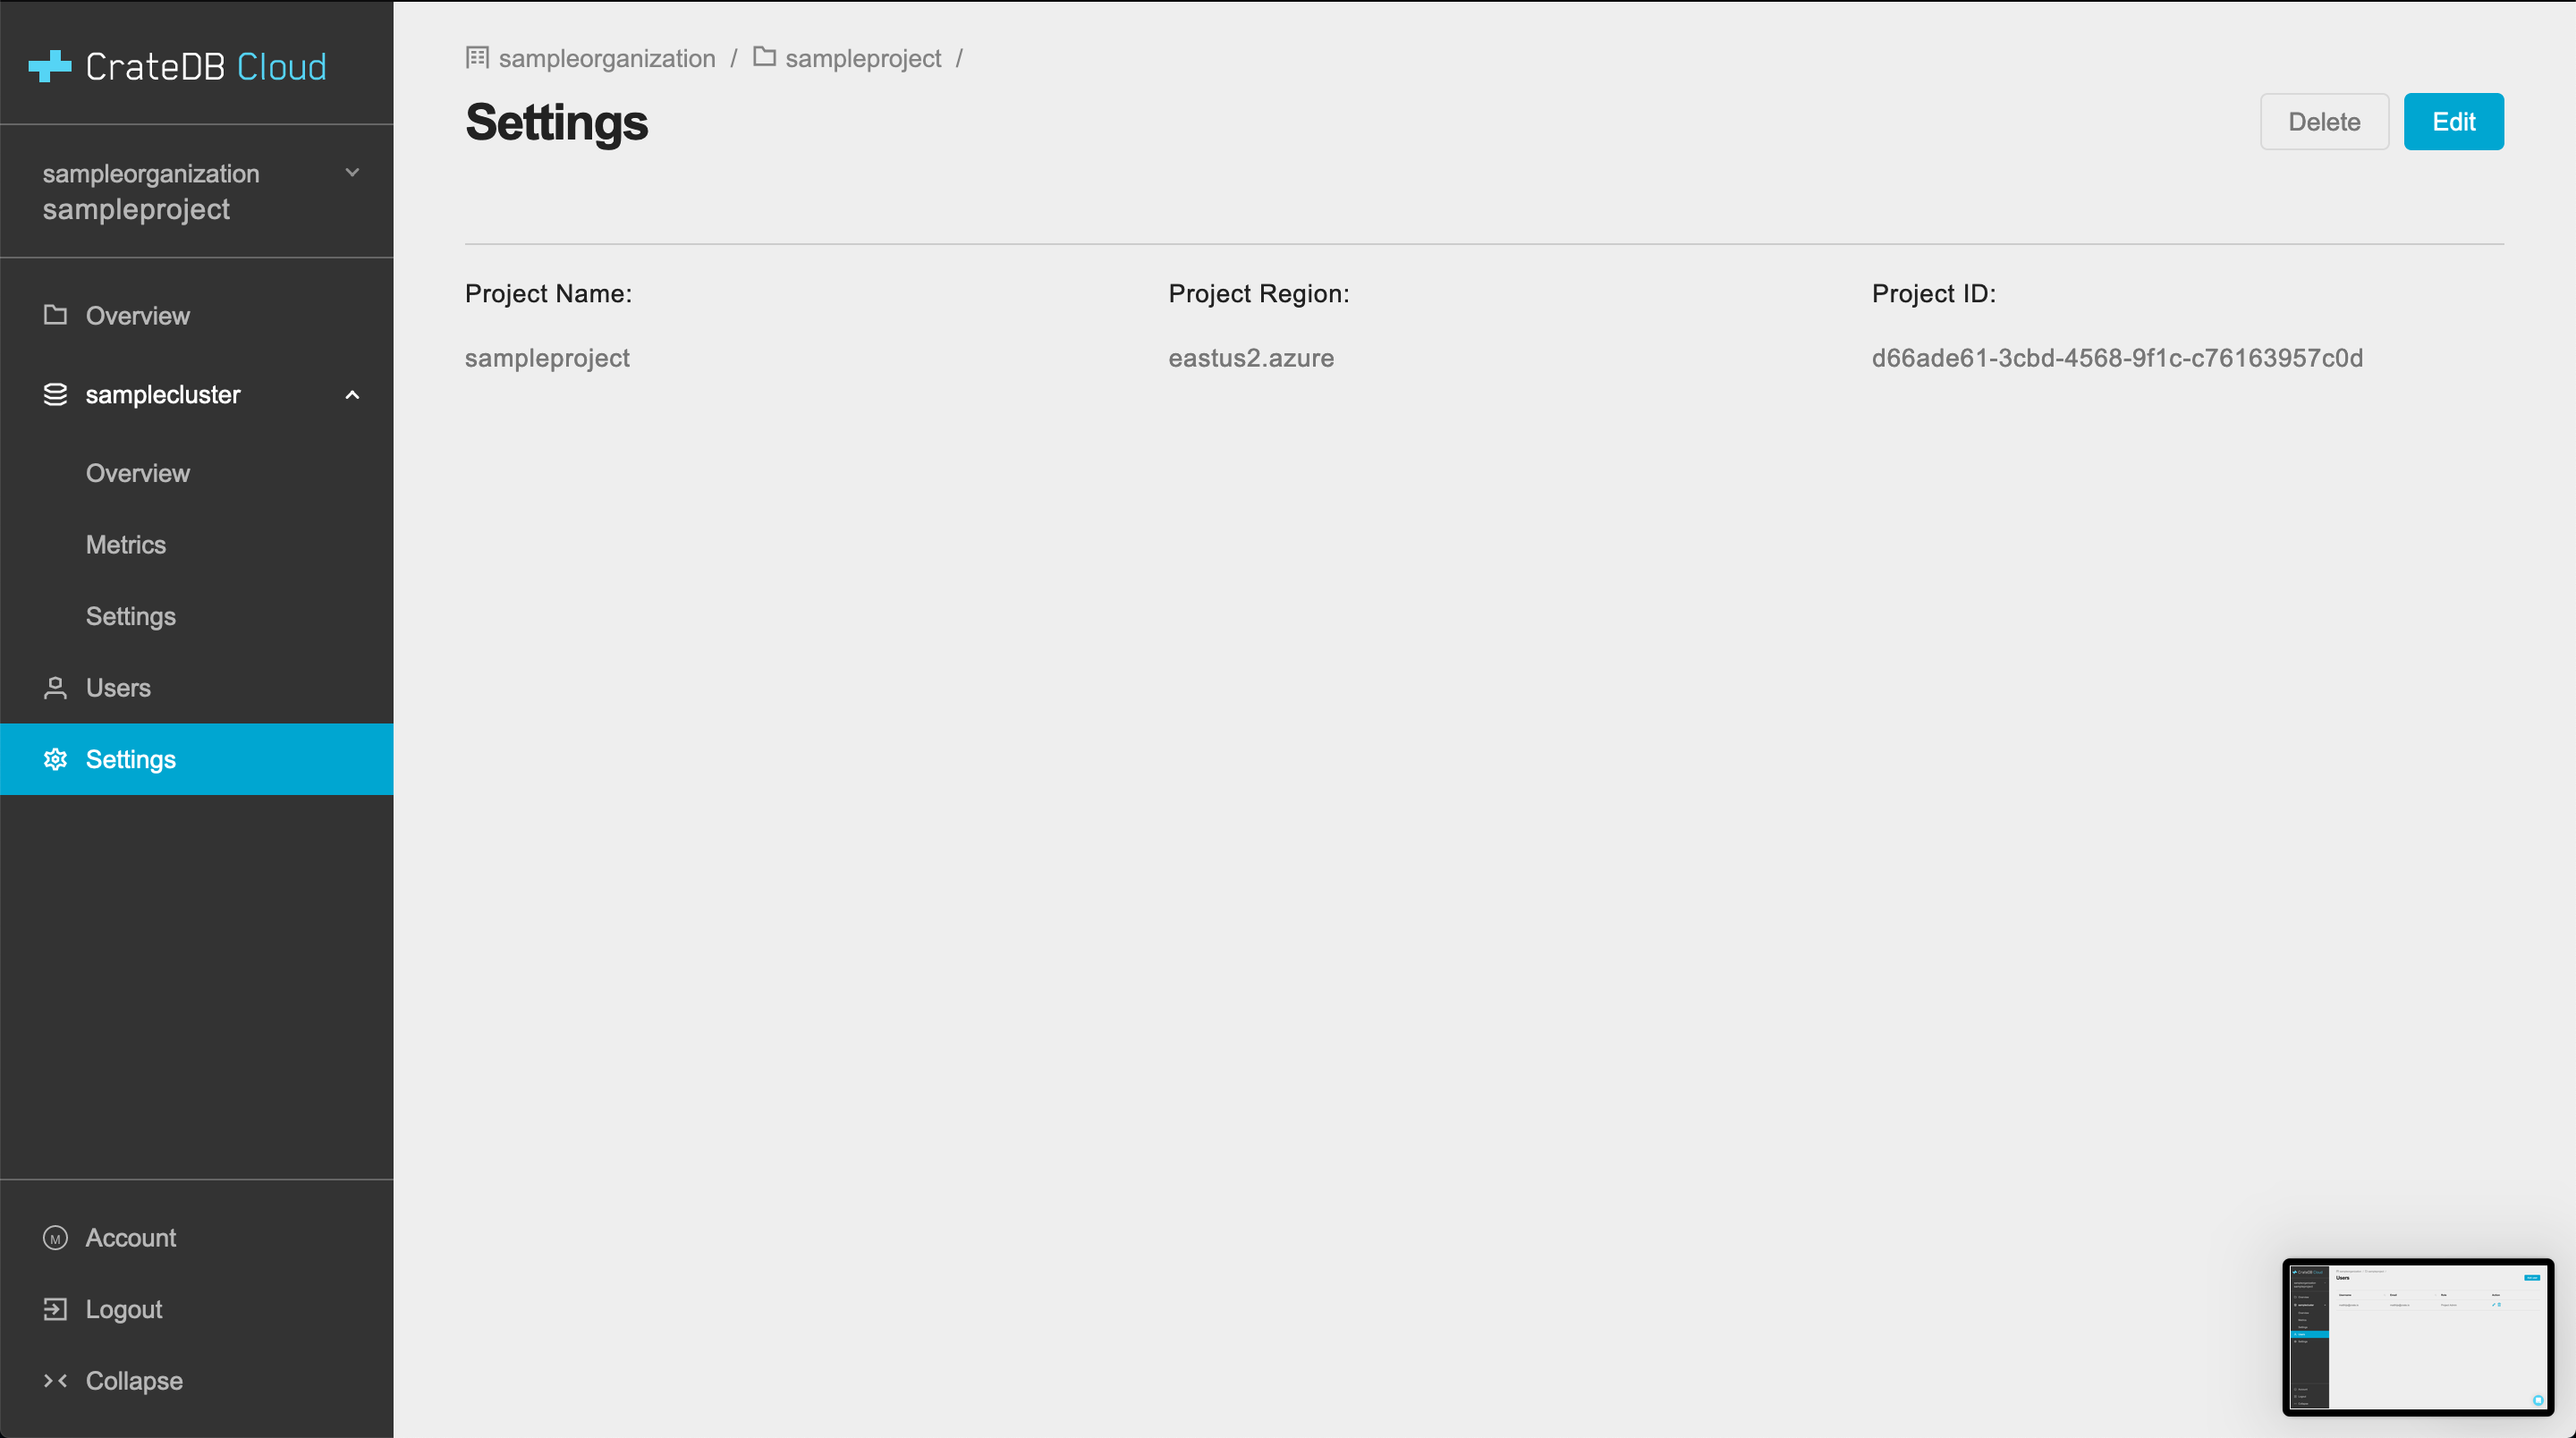 CrateDB Cloud
sampleorganization
sampleproject
Overview
samplecluster
Overview
Metrics
Settings
Users
Settings
M Account
Logout
Collapse
sampleorganization / sampleproject /
Settings
Delete Edit
Project Name: Project Region: Project ID:
sampleproject eastus2.azure d66ade61-3cbd-4568-9f1c-c76163957c0d
Users